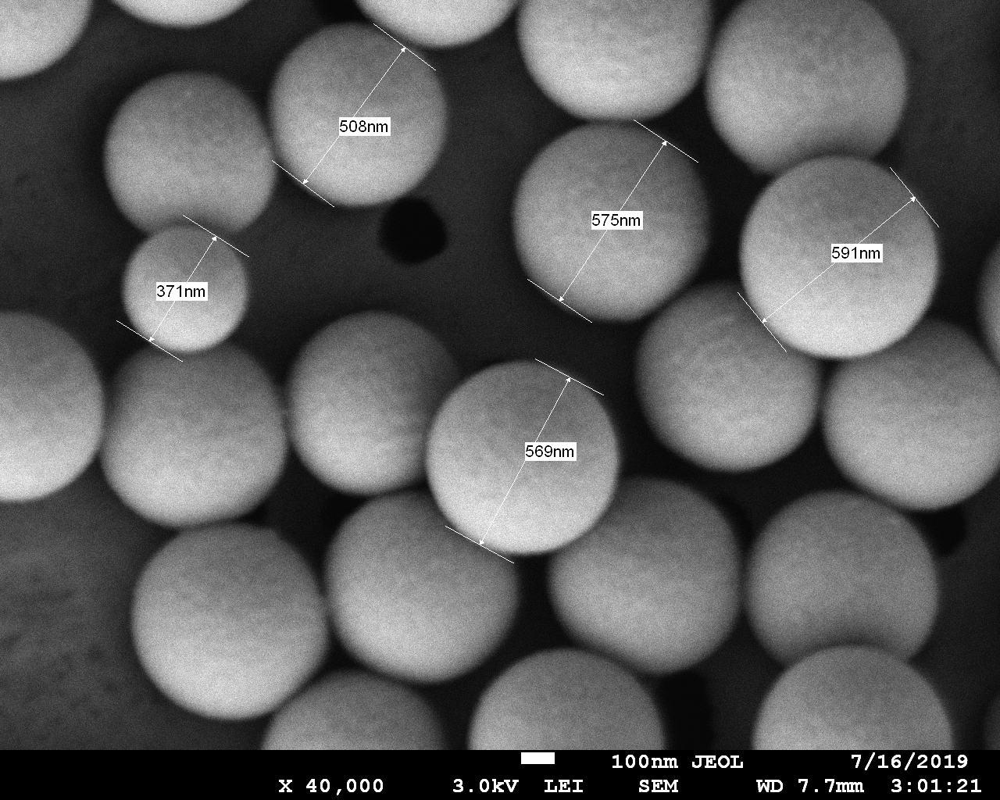 508nm
575nm
591nm
371nm
569nm
100nm JEOL 7/16/2019
X 40,000 3.0kV LEI SEM WD 7.7mm 3:01:21